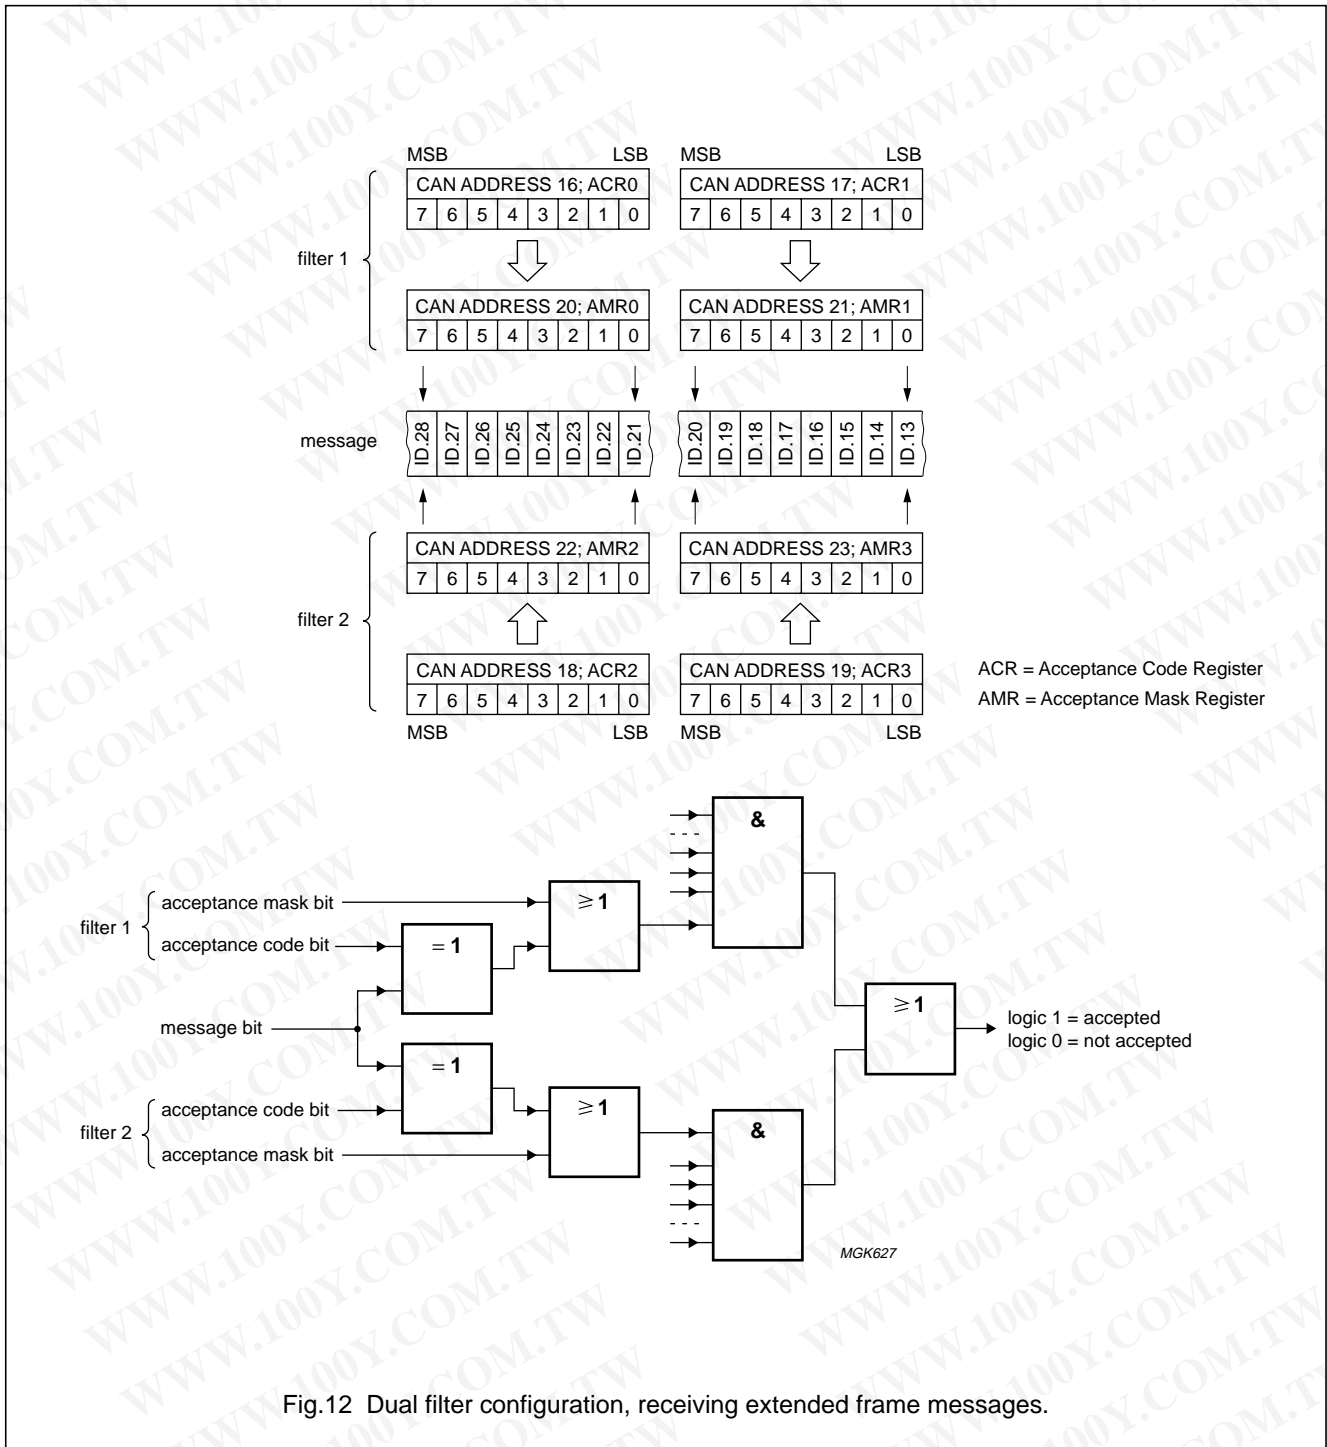 MSB LSB MSB LSB
CAN ADDRESS 16; ACR0 CAN ADDRESS 17; ACR1
7 6 5 4 3 2 1 0 7 6 5 4 3 2 1 0
filter 1
CAN ADDRESS 20; AMR0 CAN ADDRESS 21; AMR1
7 6 5 4 3 2 1 0 7 6 5 4 3 2 1 0
message ID.28 ID.27 ID.26 ID.25 ID.24 ID.23 ID.22 ID.21 ID.20 ID.19 ID.18 ID.17 ID.16 ID.15 ID.14 ID.13
CAN ADDRESS 22; AMR2 CAN ADDRESS 23; AMR3
7 6 5 4 3 2 1 0 7 6 5 4 3 2 1 0
filter 2
CAN ADDRESS 18; ACR2 CAN ADDRESS 19; ACR3
7 6 5 4 3 2 1 0 7 6 5 4 3 2 1 0
MSB LSB MSB LSB
ACR = Acceptance Code Register
AMR = Acceptance Mask Register
&
filter 1
acceptance mask bit
≥ 1
acceptance code bit
= 1
message bit
≥ 1
logic 1 = accepted
logic 0 = not accepted
= 1
filter 2
acceptance code bit
≥ 1
acceptance mask bit
&
MGK627
Fig.12 Dual filter configuration, receiving extended frame messages.
WWW.100Y.COM.TW